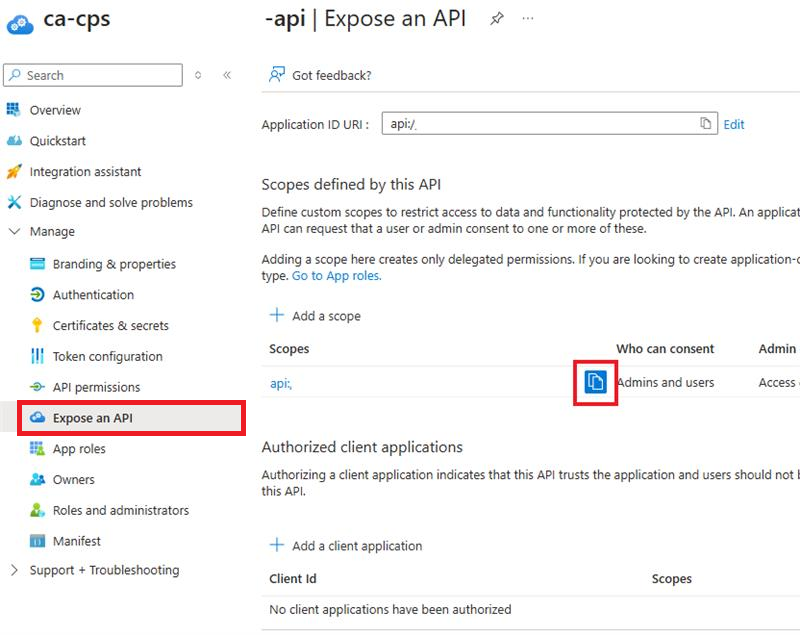 ca-cps
-api | Expose an API
Search
Got feedback?
Overview
Quickstart
Integration assistant
Diagnose and solve problems
Manage
Branding & properties
Authentication
Certificates & secrets
Token configuration
API permissions
Expose an API
App roles
Owners
Roles and administrators
Manifest
Support + Troubleshooting
Application ID URI :
api:/
Edit
Scopes defined by this API
Define custom scopes to restrict access to data and functionality protected by the API. An applicat
API can request that a user or admin consent to one or more of these.
Adding a scope here creates only delegated permissions. If you are looking to create application-o
type. Go to App roles.
Add a scope
Scopes Who can consent Admin
api: Admins and users Access
Authorized client applications
Authorizing a client application indicates that this API trusts the application and users should not b
this API.
Add a client application
Client Id Scopes
No client applications have been authorized